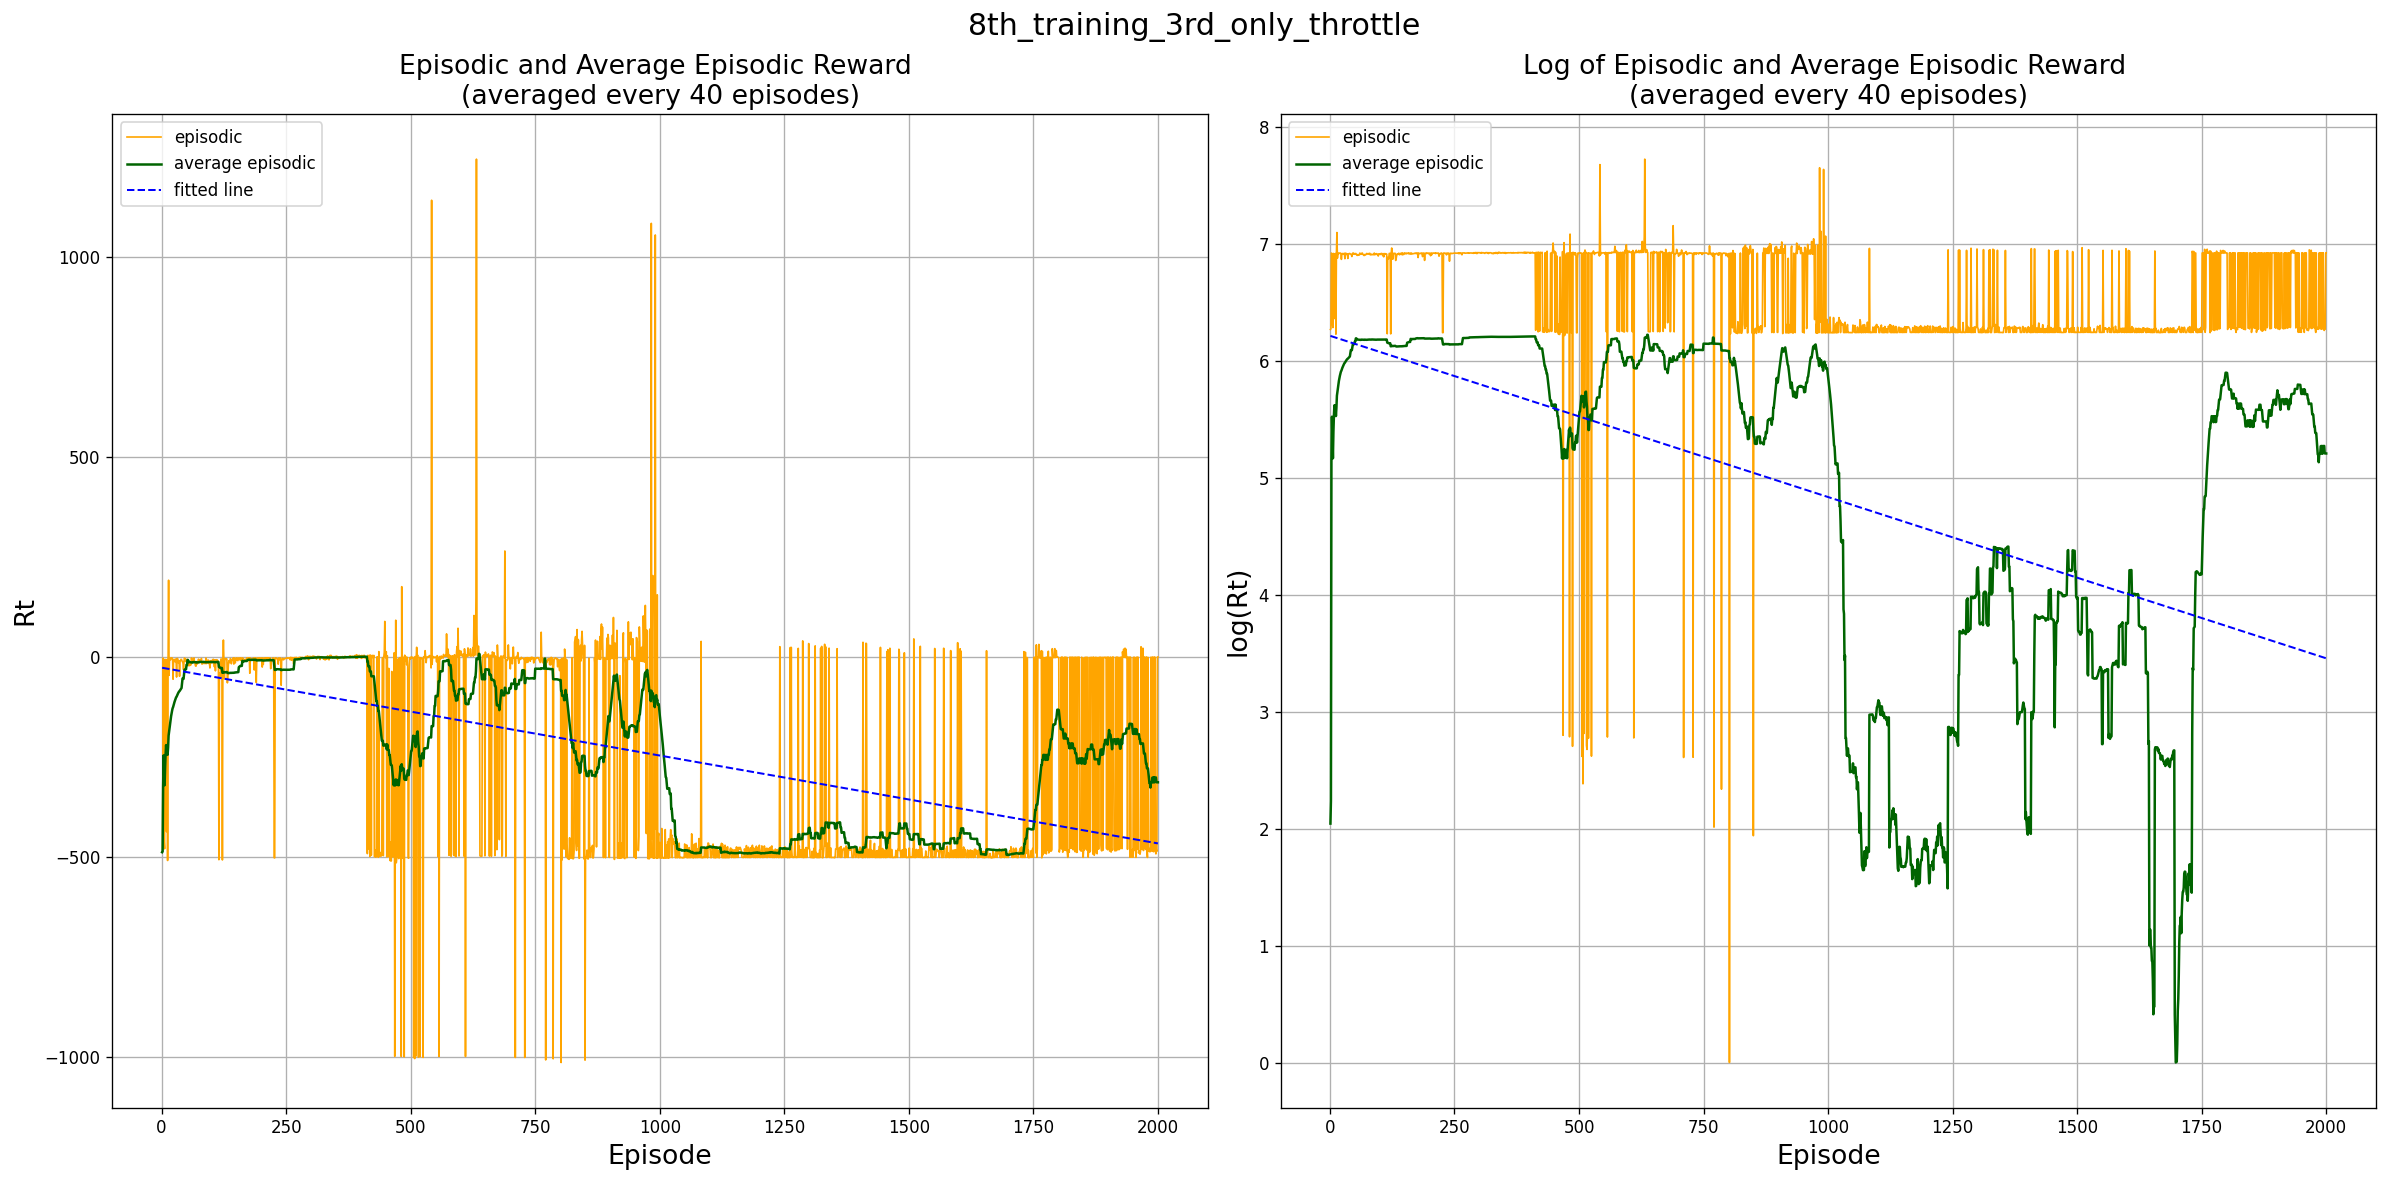 8th_training_3rd_only_throttle
Episodic and Average Episodic Reward
(averaged every 40 episodes)
episodic
average episodic
fitted line
1000
500
0
−500
−1000
Rt
0 250 500 750 1000 1250 1500 1750 2000
Episode
Log of Episodic and Average Episodic Reward
(averaged every 40 episodes)
episodic
average episodic
fitted line
8
7
6
5
4
3
2
1
0
log(Rt)
0 250 500 750 1000 1250 1500 1750 2000
Episode